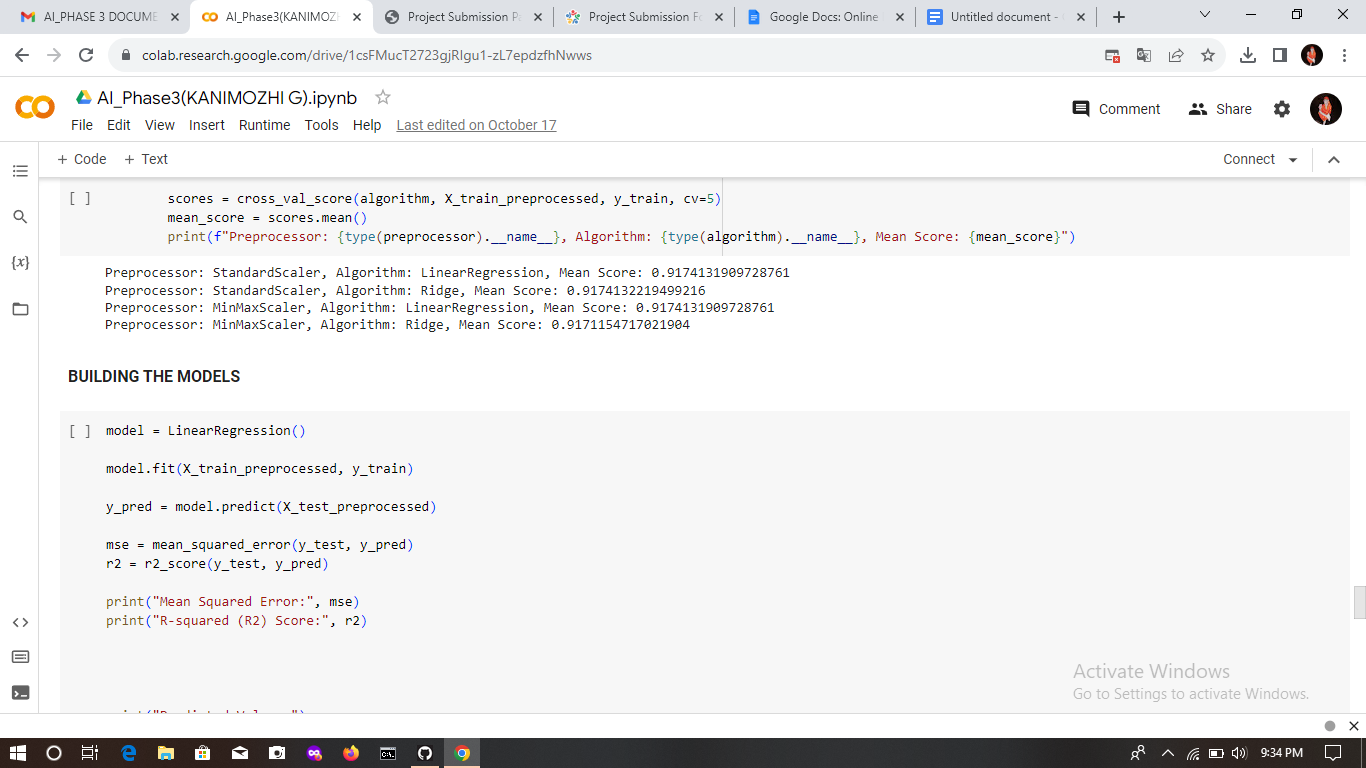 AI_PHASE 3 DOCUME
AI_Phase3(KANIMOZH
Project Submission Pa
Project Submission Fo
Google Docs: Online
Untitled document -
colab.research.google.com/drive/1csFMucT2723gjRIgu1-zL7epdzfhNwws
AI_Phase3(KANIMOZHI G).ipynb
Comment
Share
File Edit View Insert Runtime Tools Help Last edited on October 17
+ Code + Text
Connect
[ ] scores = cross_val_score(algorithm, X_train_preprocessed, y_train, cv=5)
mean_score = scores.mean()
print(f"Preprocessor: {type(preprocessor).__name__}, Algorithm: {type(algorithm).__name__}, Mean Score: {mean_score}")
Preprocessor: StandardScaler, Algorithm: LinearRegression, Mean Score: 0.9174131909728761
Preprocessor: StandardScaler, Algorithm: Ridge, Mean Score: 0.9174132219499216
Preprocessor: MinMaxScaler, Algorithm: LinearRegression, Mean Score: 0.9174131909728761
Preprocessor: MinMaxScaler, Algorithm: Ridge, Mean Score: 0.9171154717021904
BUILDING THE MODELS
[ ] model = LinearRegression()
model.fit(X_train_preprocessed, y_train)
y_pred = model.predict(X_test_preprocessed)
mse = mean_squared_error(y_test, y_pred)
r2 = r2_score(y_test, y_pred)
print("Mean Squared Error:", mse)
print("R-squared (R2) Score:", r2)
Activate Windows
Go to Settings to activate Windows.
9:34 PM